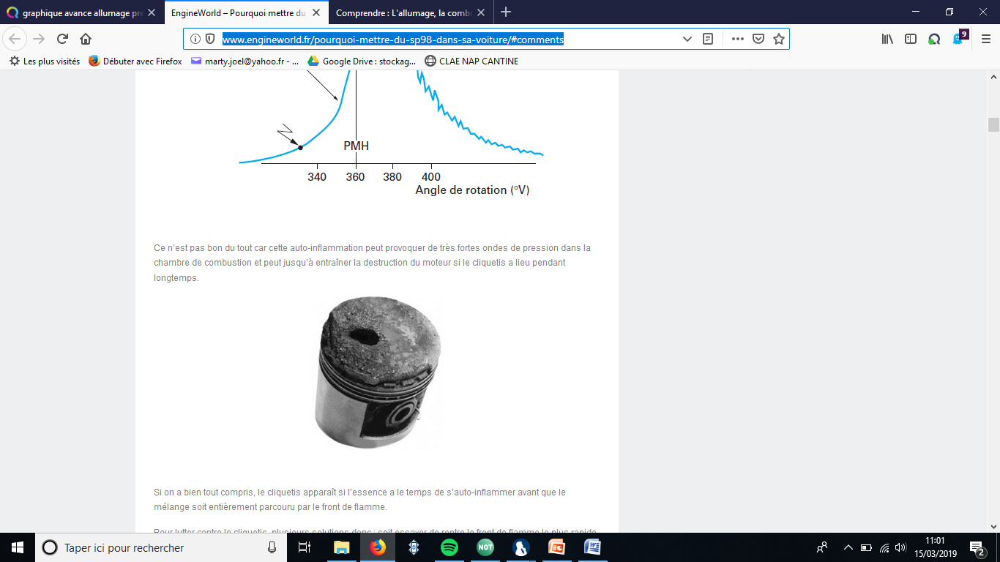 graphique avance allumage pre
EngineWorld – Pourquoi mettre du
Comprendre : L'allumage, la combu
www.engineworld.fr/pourquoi-mettre-du-sp98-dans-sa-voiture/#comments
9
Les plus visités
Débuter avec Firefox
marty.joel@yahoo.fr - ...
Google Drive : stockag...
CLAE NAP CANTINE
PMH
340 360 380 400
Angle de rotation (°V)
Ce n'est pas bon du tout car cette auto-inflammation peut provoquer de très fortes ondes de pression dans la
chambre de combustion et peut jusqu'à entraîner la destruction du moteur si le cliquetis a lieu pendant
longtemps.
Si on a bien tout compris, le cliquetis apparaît si l'essence a le temps de s'auto-inflammer avant que le
mélange soit entièrement parcouru par le front de flamme.
Pour lutter contre le cliquetis, plusieurs solutions donc : soit essayer de rentre le front de flamme le plus rapide
Taper ici pour rechercher
NOT
11:01
15/03/2019
2